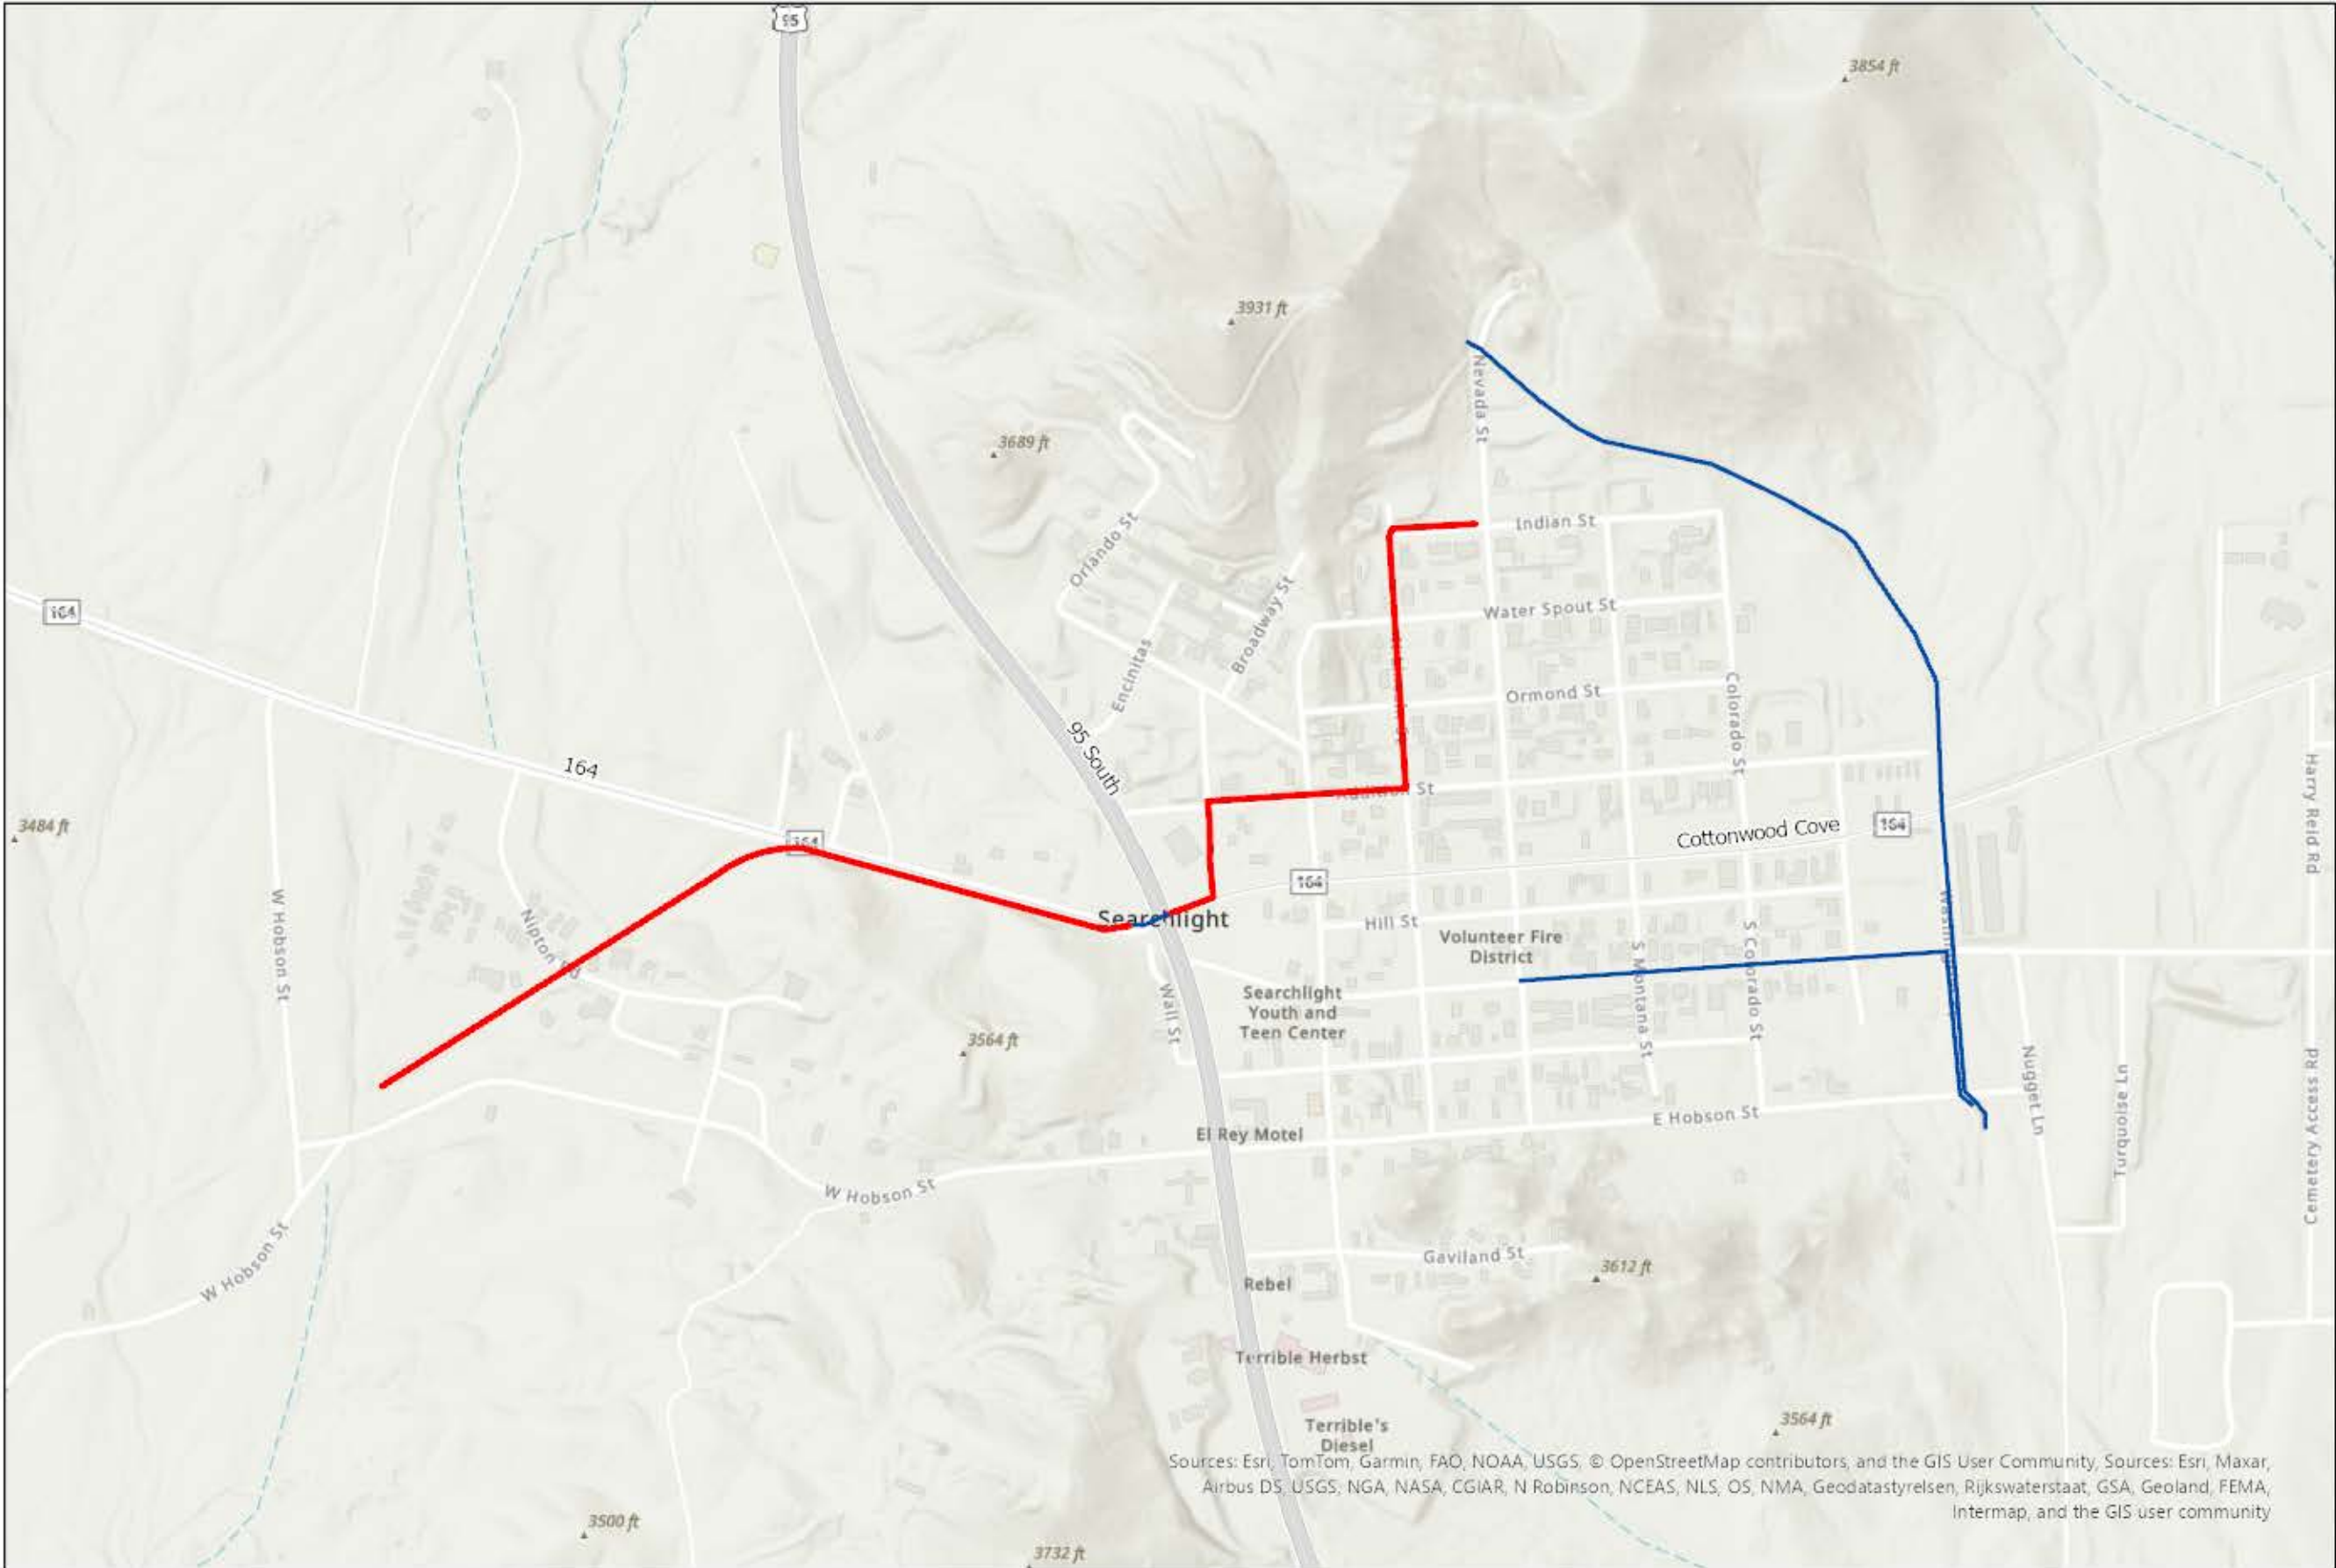 95
3854 ft
3931 ft
Nevada St
3689 ft
Orlando St
Indian St
164
Water Spout St
Broadway St
Encinitas
Ormond St
Colorado St
95 South
164
Harry Reid Rd
St
3484 ft
Cottonwood Cove
164
164
164
W Hobson St
Nipton Rd
Searchlight
Hill St
Volunteer Fire
District
S Montana St
S Colorado St
Wall St
Searchlight
Youth and
Teen Center
3564 ft
Nugget Ln
Turquoise Ln
Cemetery Access Rd
E Hobson St
El Rey Motel
W Hobson St
W Hobson St
Gaviland St
3612 ft
Rebel
Terrible Herbst
Terrible's
Diesel
3564 ft
Sources: Esri, TomTom, Garmin, FAO, NOAA, USGS, © OpenStreetMap contributors, and the GIS User Community, Sources: Esri, Maxar,
Airbus DS, USGS, NGA, NASA, CGIAR, N Robinson, NCEAS, NLS, OS, NMA, Geodatastyrelsen, Rijkswaterstaat, GSA, Geoland, FEMA,
Intermap, and the GIS user community
3500 ft
3732 ft